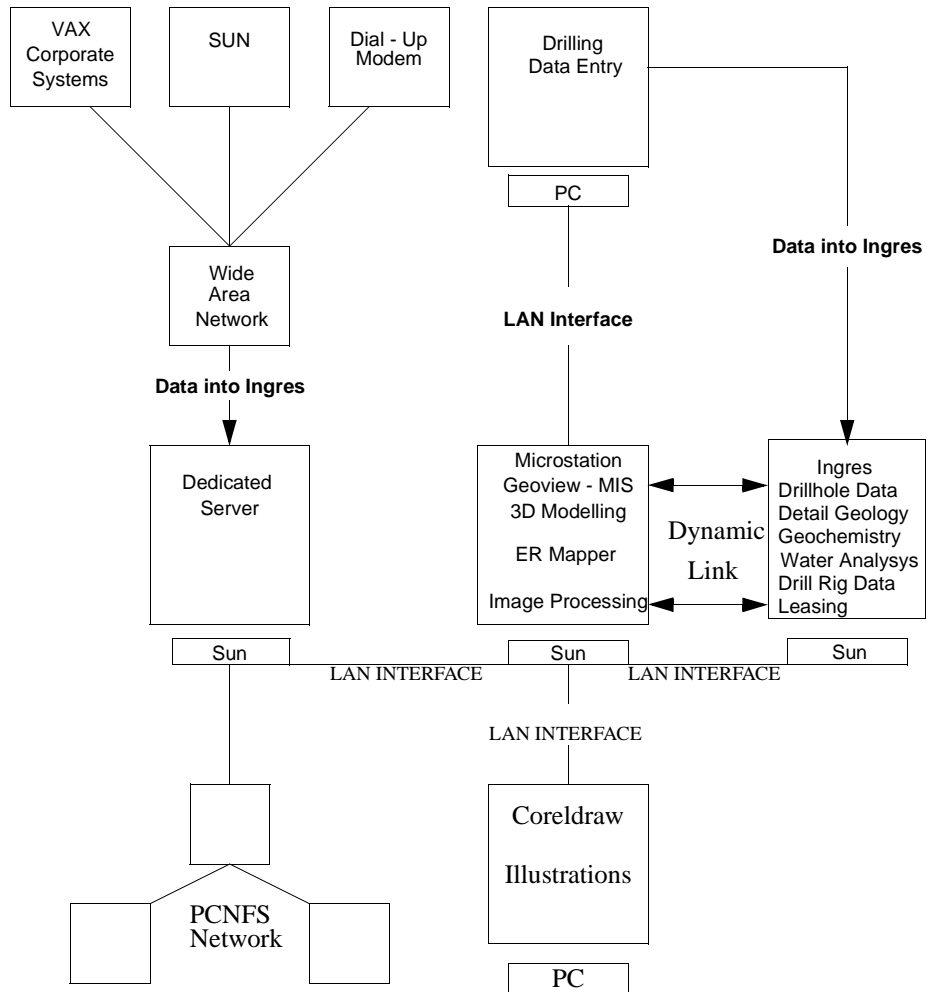 VAX
Corporate
Systems
SUN
Dial - Up
Modem
Drilling
Data Entry
PC
Wide
Area
Network
Data into Ingres
LAN Interface
Data into Ingres
Dedicated
Server
Sun
Microstation
Geoview - MIS
3D Modelling
ER Mapper
Image Processing
Sun
Dynamic
Link
Ingres
Drillhole Data
Detail Geology
Geochemistry
Water Analysys
Drill Rig Data
Leasing
Sun
LAN INTERFACE
LAN INTERFACE
LAN INTERFACE
PCNFS
Network
Coreldraw
Illustrations
PC